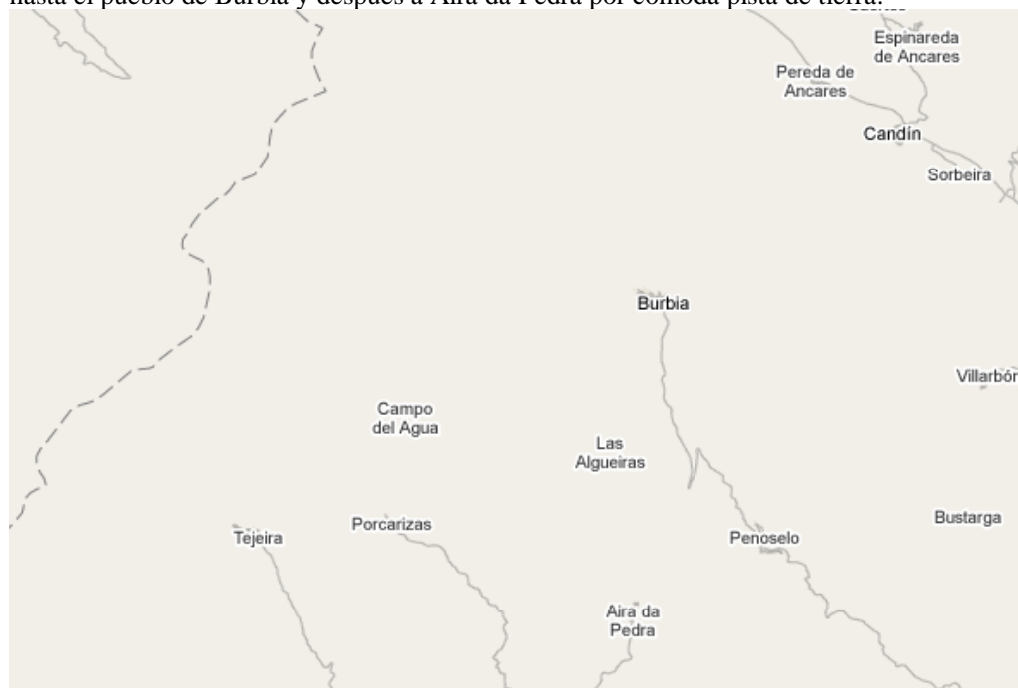 hasta el pueblo de Burbia y después a Aira da Pedra por cómoda pista de tierra.
Espinareda
de Ancares
Pereda de
Ancares
Candín
Sorbeira
Burbia
Villarbón
Campo
del Agua
Las
Algueiras
Porcarizas
Tejeira
Bustarga
Penoselo
Aira da
Pedra